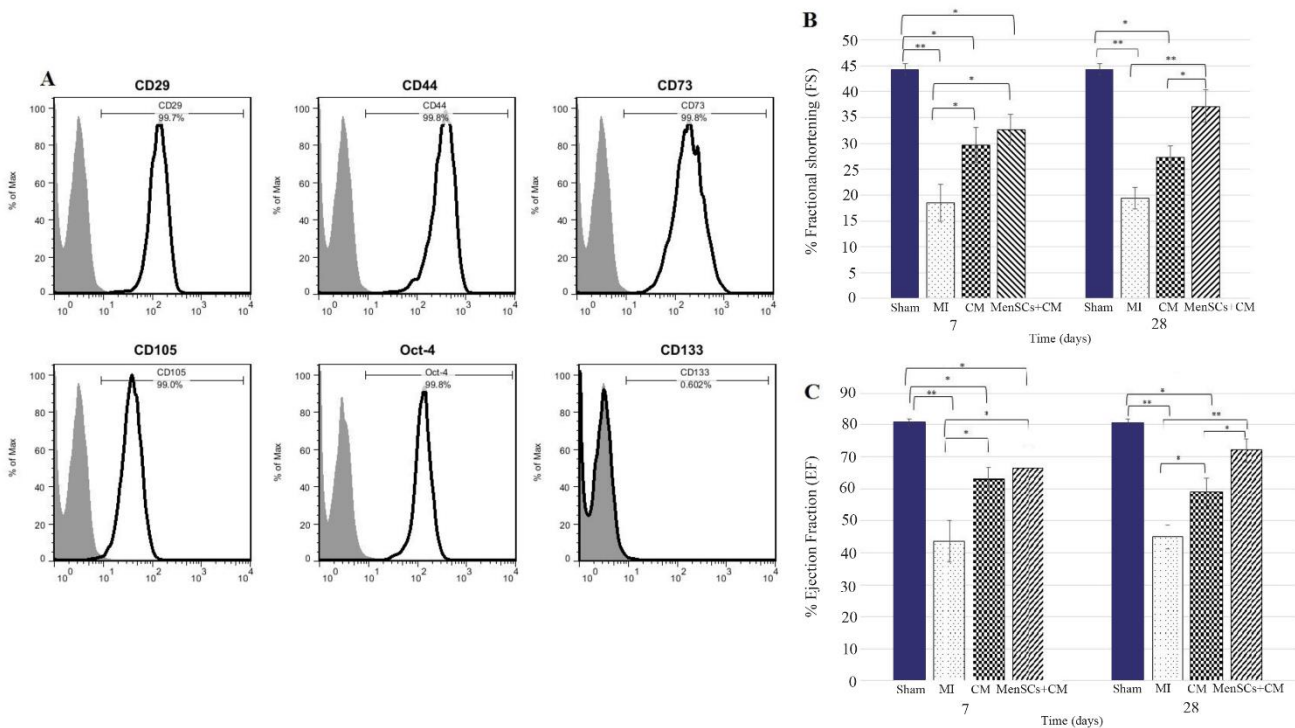 A
CD29
CD29
99.7%
% of Max
100
80
60
40
20
0
10^0 10^1 10^2 10^3 10^4
CD44
CD44
99.8%
% of Max
100
80
60
40
20
0
10^0 10^1 10^2 10^3 10^4
CD73
CD73
99.8%
% of Max
100
80
60
40
20
0
10^0 10^1 10^2 10^3 10^4
CD105
CD105
99.0%
% of Max
100
80
60
40
20
0
10^0 10^1 10^2 10^3 10^4
Oct-4
Oct-4
99.8%
% of Max
100
80
60
40
20
0
10^0 10^1 10^2 10^3 10^4
CD133
CD133
0.602%
% of Max
100
80
60
40
20
0
10^0 10^1 10^2 10^3 10^4
B
% Fractional shortening (FS)
50
45
40
35
30
25
20
15
10
5
0
*
*
**
*
*
*
**
**
*
Sham MI CM MenSCs+CM Sham MI CM MenSCs+CM
7 28
Time (days)
C
% Ejection Fraction (EF)
90
80
70
60
50
40
30
20
10
0
*
*
**
*
*
*
**
**
*
*
Sham MI CM MenSCs+CM Sham MI CM MenSCs+CM
7 28
Time (days)